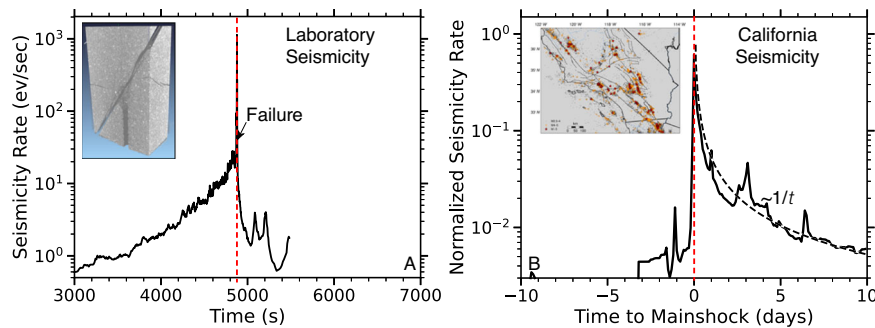 Laboratory
Seismicity
Failure
Seismicity Rate (ev/sec)
10³
10²
10¹
10⁰
3000 4000 5000 6000 7000
Time (s)
A
California
Seismicity
~1/t
Normalized Seismicity Rate
10⁰
10⁻¹
10⁻²
−10 −5 0 5 10
Time to Mainshock (days)
B